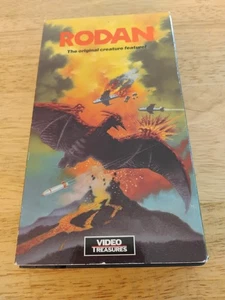 RODAN
The original creature feature!
VIDEO
TREASURES